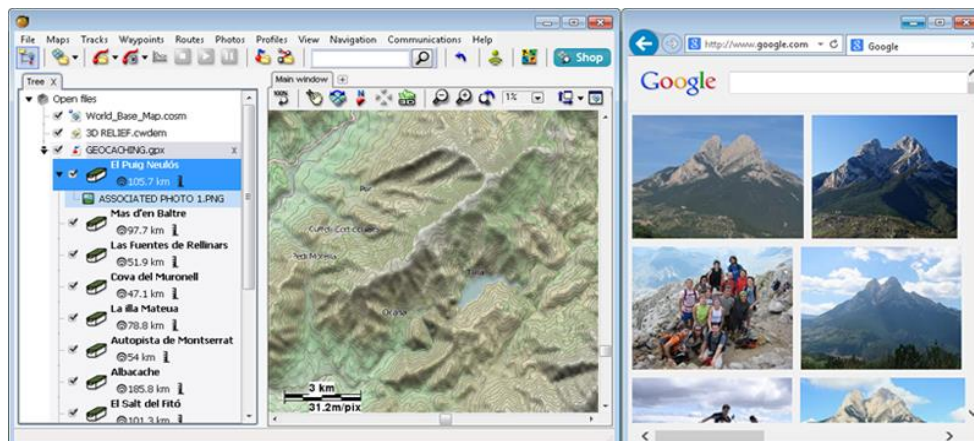 File Maps Tracks Waypoints Routes Photos Profiles View Navigation Communications Help
Shop
Tree X
Open files
World_Base_Map.cosm
3D RELIEF.cwdem
GEOCACHING.gpx x
El Puig Neulós
105.7 km
ASSOCIATED PHOTO 1.PNG
Mas d'en Baltre
97.7 km
Las Fuentes de Rellinars
51.9 km
Cova del Muronell
47.1 km
La illa Mateua
78.8 km
Autopista de Montserrat
54 km
Albacache
185.8 km
El Salt del Fitó
101.3 km
Main window
100%
1%
3 km
31.2m/pix
http://www.google.com
Google
Google